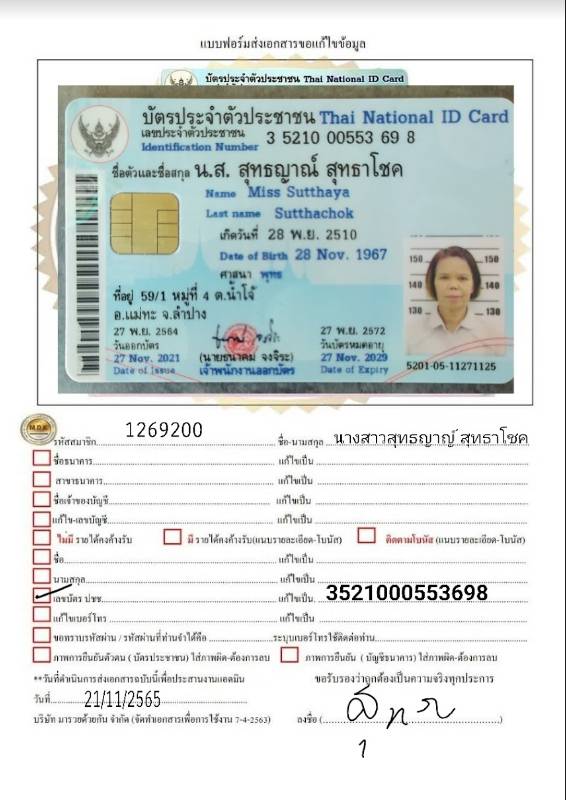 แบบฟอร์มส่งเอกสารขอแก้ไขข้อมูล
บัตรประจำตัวประชาชน Thai National ID Card
บัตรประจำตัวประชาชน Thai National ID Card
เลขประจำตัวประชาชน 3 5210 00553 69 8
Identification Number
ชื่อตัวและชื่อสกุล น.ส. สุทธญาณ์ สุทธาโชค
Name Miss Sutthaya
Last name Sutthachok
เกิดวันที่ 28 พ.ย. 2510
Date of Birth 28 Nov. 1967
ศาสนา พุทธ
ที่อยู่ 59/1 หมู่ที่ 4 ต.น้ำโจ้
อ.แม่ทะ จ.ลำปาง
27 พ.ย. 2564
วันออกบัตร
27 Nov. 2021
Date of Issue
(นายธนาคม จงจิระ)
เจ้าพนักงานออกบัตร
27 พ.ย. 2572
วันบัตรหมดอายุ
27 Nov. 2029
Date of Expiry
150 150
140 140
130 130
5201-05-11271125
รหัสสมาชิก 1269200 ชื่อ-นามสกุล นางสาวสุทธญาญ์ สุทธาโชค
ชื่อธนาคาร แก้ไขเป็น
สาขาธนาคาร แก้ไขเป็น
ชื่อเจ้าของบัญชี แก้ไขเป็น
แก้ไข-เลขบัญชี แก้ไขเป็น
ไม่มี รายได้คงค้างรับ มี รายได้คงค้างรับ(แนบรายละเอียด-โบนัส) ติดตามโบนัส (แนบรายละเอียด-โบนัส)
ชื่อ แก้ไขเป็น
นามสกุล แก้ไขเป็น
เลขบัตร ปชช แก้ไขเป็น 3521000553698
แก้ไขเบอร์โทร แก้ไขเป็น
ขอทราบรหัสผ่าน / รหัสผ่านที่ท่านจำได้คือ ระบุเบอร์โทรใช้ติดต่อท่าน
ภาพการยืนยันตัวตน ( บัตรประชาชน) ใส่ภาพผิด-ต้องการลบ ภาพการยืนยัน ( บัญชีธนาคาร) ใส่ภาพผิด-ต้องการลบ
**วันที่ดำเนินการส่งเอกสารฉบับนี้เพื่อประสานงานแอดมิน ขอรับรองว่าถูกต้องเป็นความจริงทุกประการ
วันที่ 21/11/2565
บริษัท มารวยด้วยกัน จำกัด (จัดทำเอกสารเพื่อการใช้งาน 7-4-2563) ลงชื่อ ( )